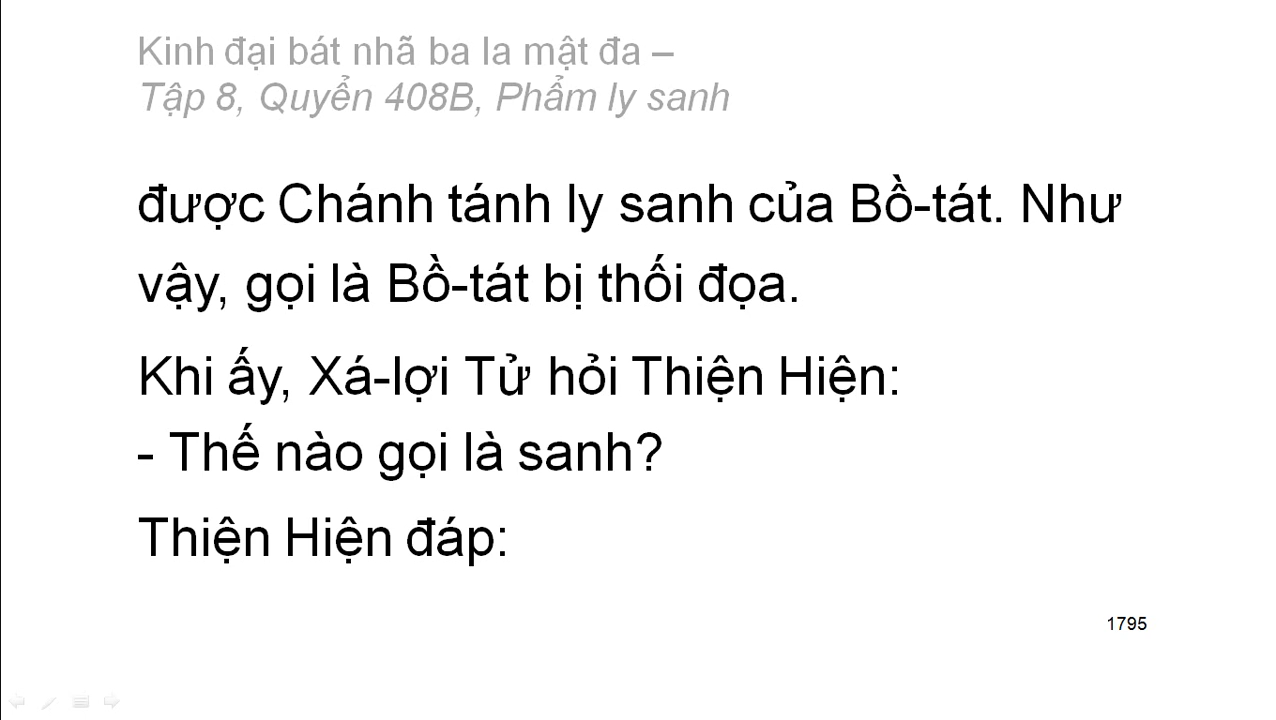 Kinh đại bát nhã ba la mật đa –
Tập 8, Quyển 408B, Phẩm ly sanh
được Chánh tánh ly sanh của Bồ-tát. Như
vậy, gọi là Bồ-tát bị thối đọa.
Khi ấy, Xá-lợi Tử hỏi Thiện Hiện:
- Thế nào gọi là sanh?
Thiện Hiện đáp:
1795